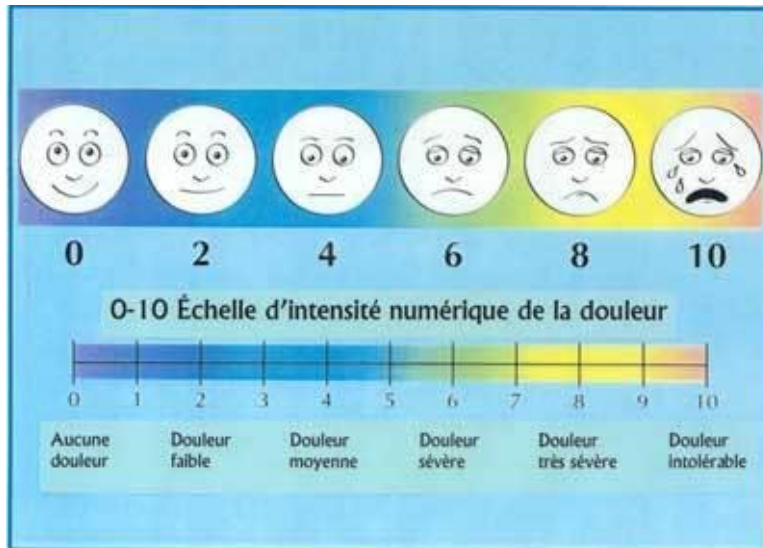 0 2 4 6 8 10
0-10 Échelle d'intensité numérique de la douleur
0 1 2 3 4 5 6 7 8 9 10
Aucune douleur
Douleur faible
Douleur moyenne
Douleur sévère
Douleur très sévère
Douleur intolérable